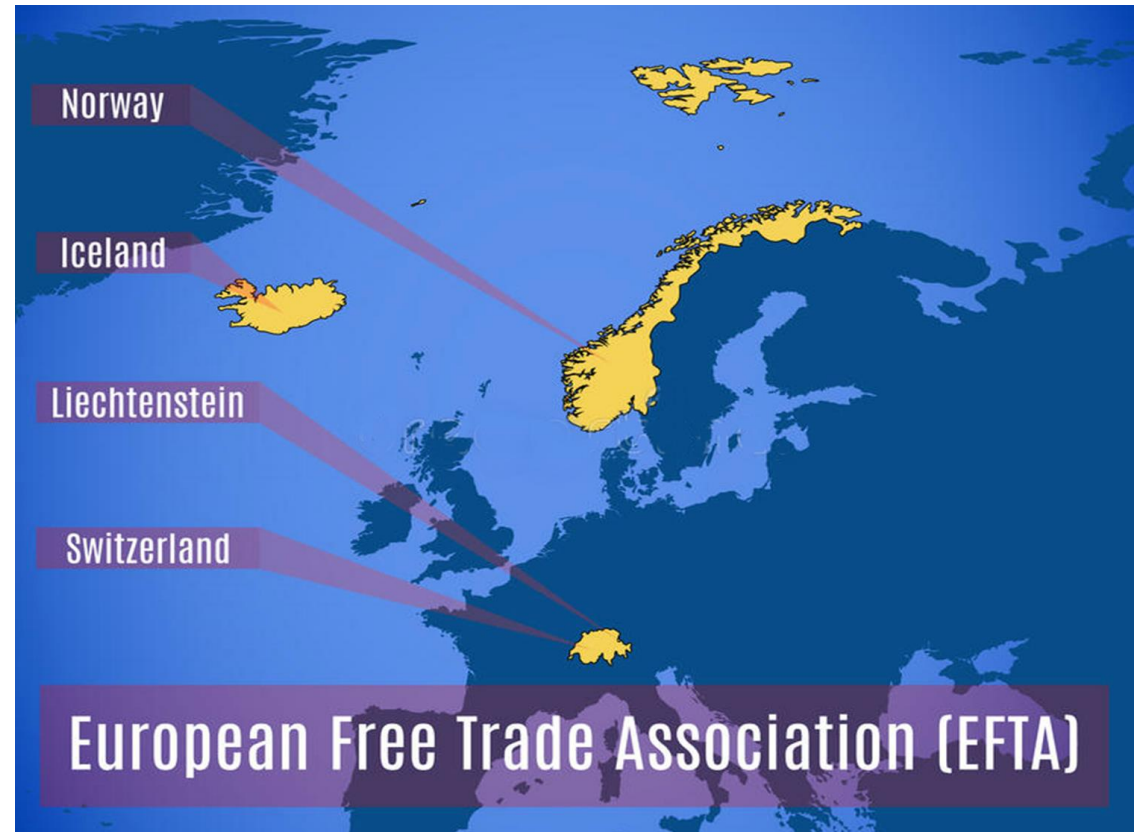 Norway
Iceland
Liechtenstein
Switzerland
European Free Trade Association (EFTA)